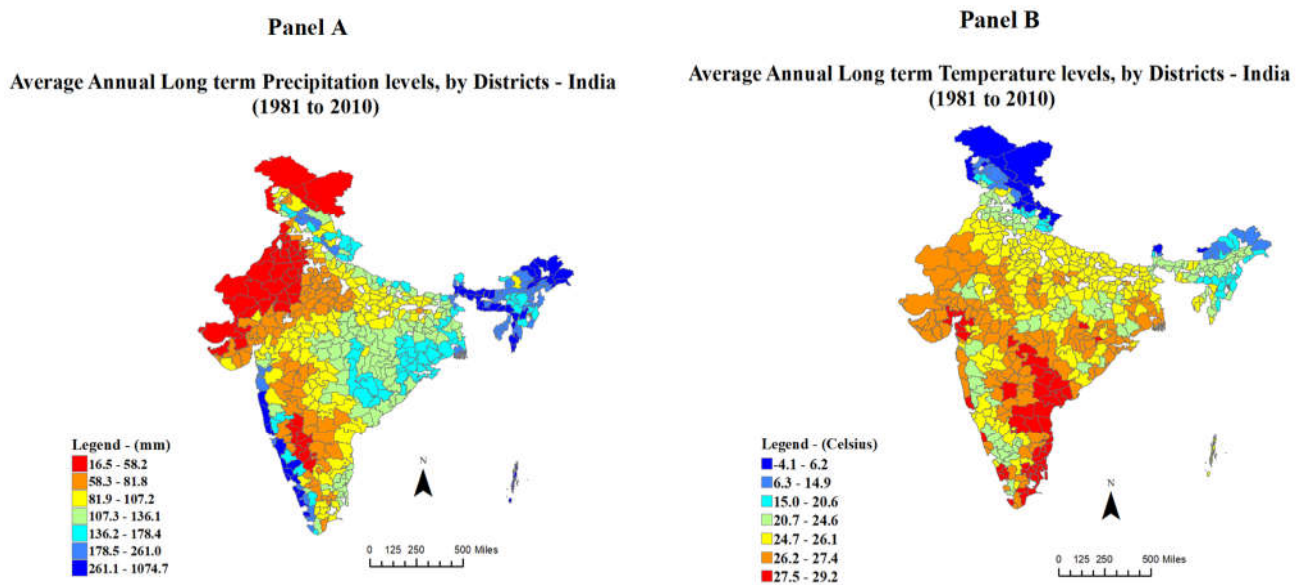 Panel A
Average Annual Long term Precipitation levels, by Districts - India
(1981 to 2010)
Legend - (mm)
16.5 - 58.2
58.3 - 81.8
81.9 - 107.2
107.3 - 136.1
136.2 - 178.4
178.5 - 261.0
261.1 - 1074.7
N
0 125 250 500 Miles
Panel B
Average Annual Long term Temperature levels, by Districts - India
(1981 to 2010)
Legend - (Celsius)
-4.1 - 6.2
6.3 - 14.9
15.0 - 20.6
20.7 - 24.6
24.7 - 26.1
26.2 - 27.4
27.5 - 29.2
N
0 125 250 500 Miles